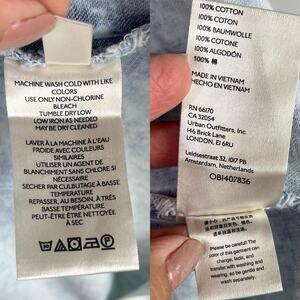 MACHINE WASH COLD WITH LIKE
COLORS
USE ONLY NON-CHLORINE
BLEACH
TUMBLE DRY LOW
LOW IRON AS NEEDED
MAY BE DRY CLEANED
LAVER À LA MACHINE À L'EAU
FROIDE AVEC COULEURS
SIMILAIRES
UTILISER UN AGENT DE
BLANCHIMENT SANS CHLORE SI
NÉCESSAIRE
SÉCHER PAR CULBUTAGE À BASSE
TEMPÉRATURE
REPASSER, AU BESOIN, À TRÈS
BASSE TEMPÉRATURE
PEUT-ÊTRE ÊTRE NETTOYÉE
À SEC
100% COTTON
100% COTON
100% BAUMWOLLE
100% COTONE
100% ALGODÓN
100% 棉
MADE IN VIETNAM
HECHO EN VIETNAM
RN 66170
CA 32054
Urban Outfitters, Inc.
146 Brick Lane
LONDON, E1 6RU
Leidsestraat 32, 1017 PB
Amsterdam, Netherlands
OB1407836
Please be careful! The
color of this garment can
change, fade, and
transfer with washing and
wearing, so be gentle and
wash separately.